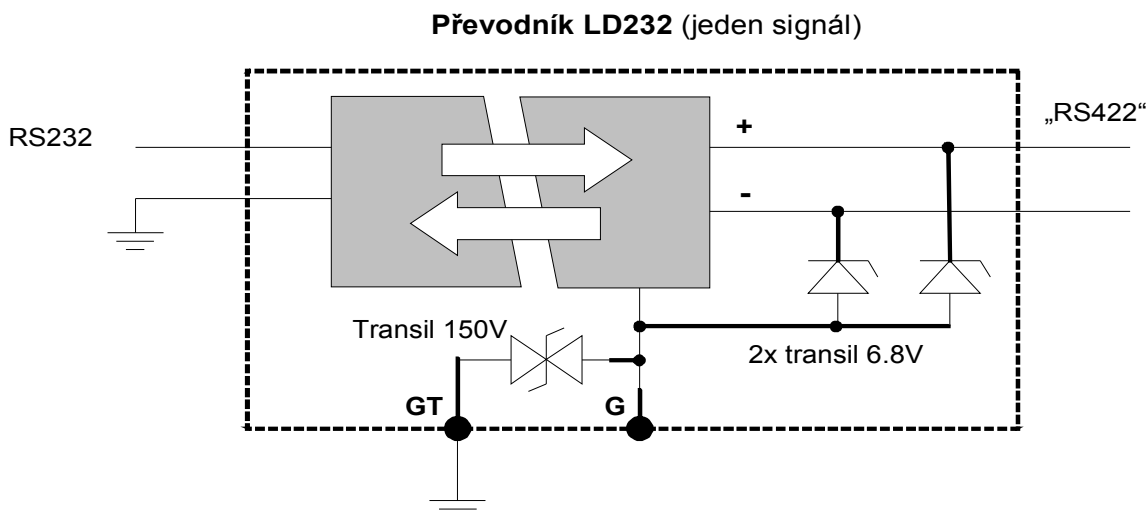 Převodník LD232 (jeden signál)
RS232
„RS422“
+
-
Transil 150V
2x transil 6.8V
GT
G